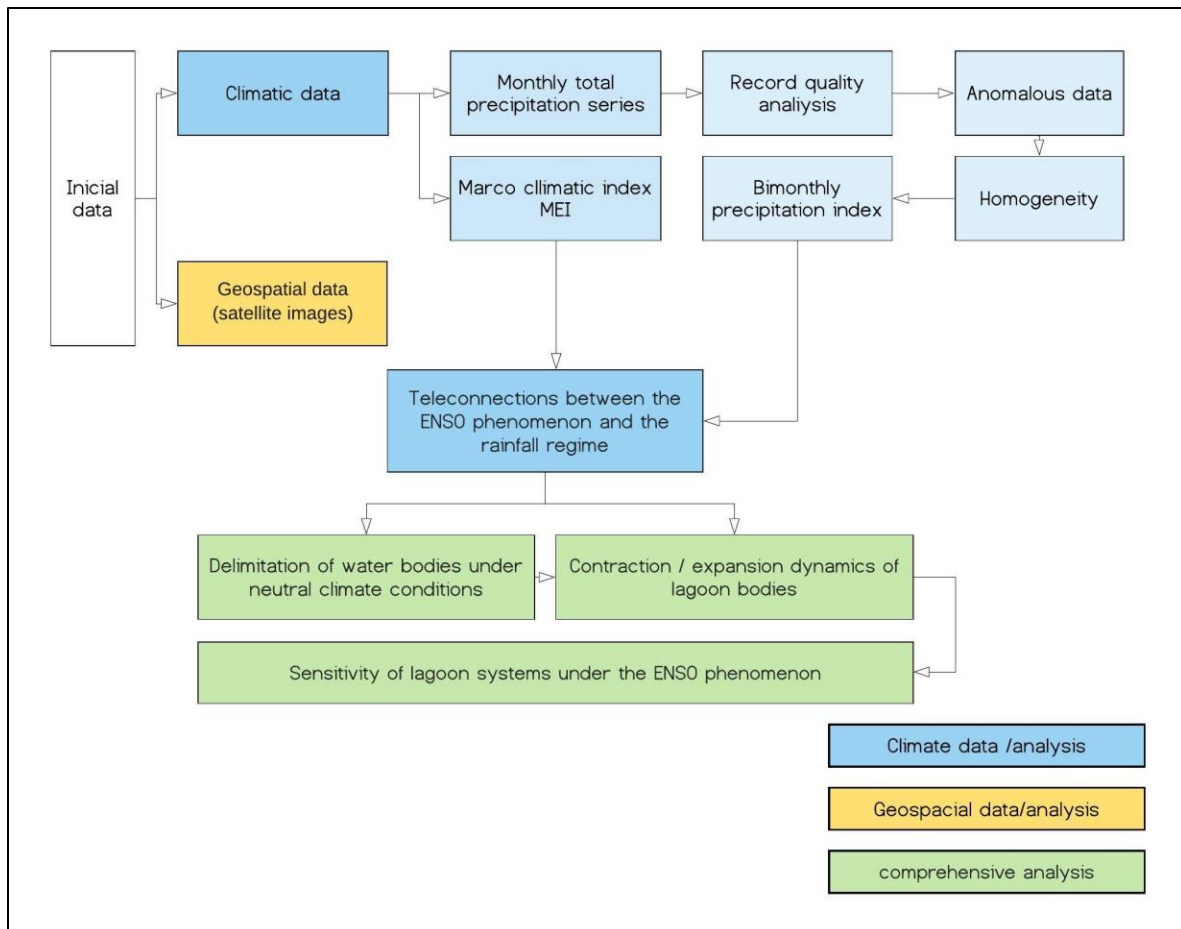 Climatic data
Monthly total
precipitation series
Record quality
analiysis
Anomalous data
Inicial
data
Marco cllimatic index
MEI
Bimonthly
precipitation index
Homogeneity
Geospatial data
(satellite images)
Teleconnections between the
ENSO phenomenon and the
rainfall regime
Delimitation of water bodies under
neutral climate conditions
Contraction / expansion dynamics of
lagoon bodies
Sensitivity of lagoon systems under the ENSO phenomenon
Climate data /analysis
Geospacial data/analysis
comprehensive analysis